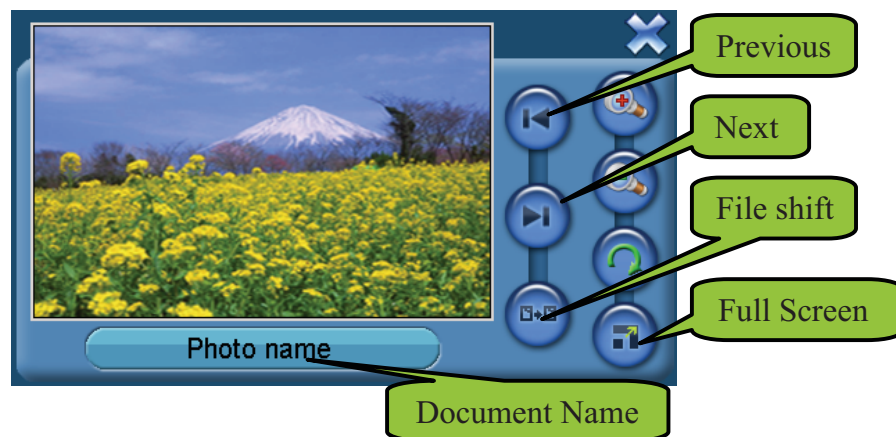 Previous
Next
File shift
Full Screen
Photo name
Document Name